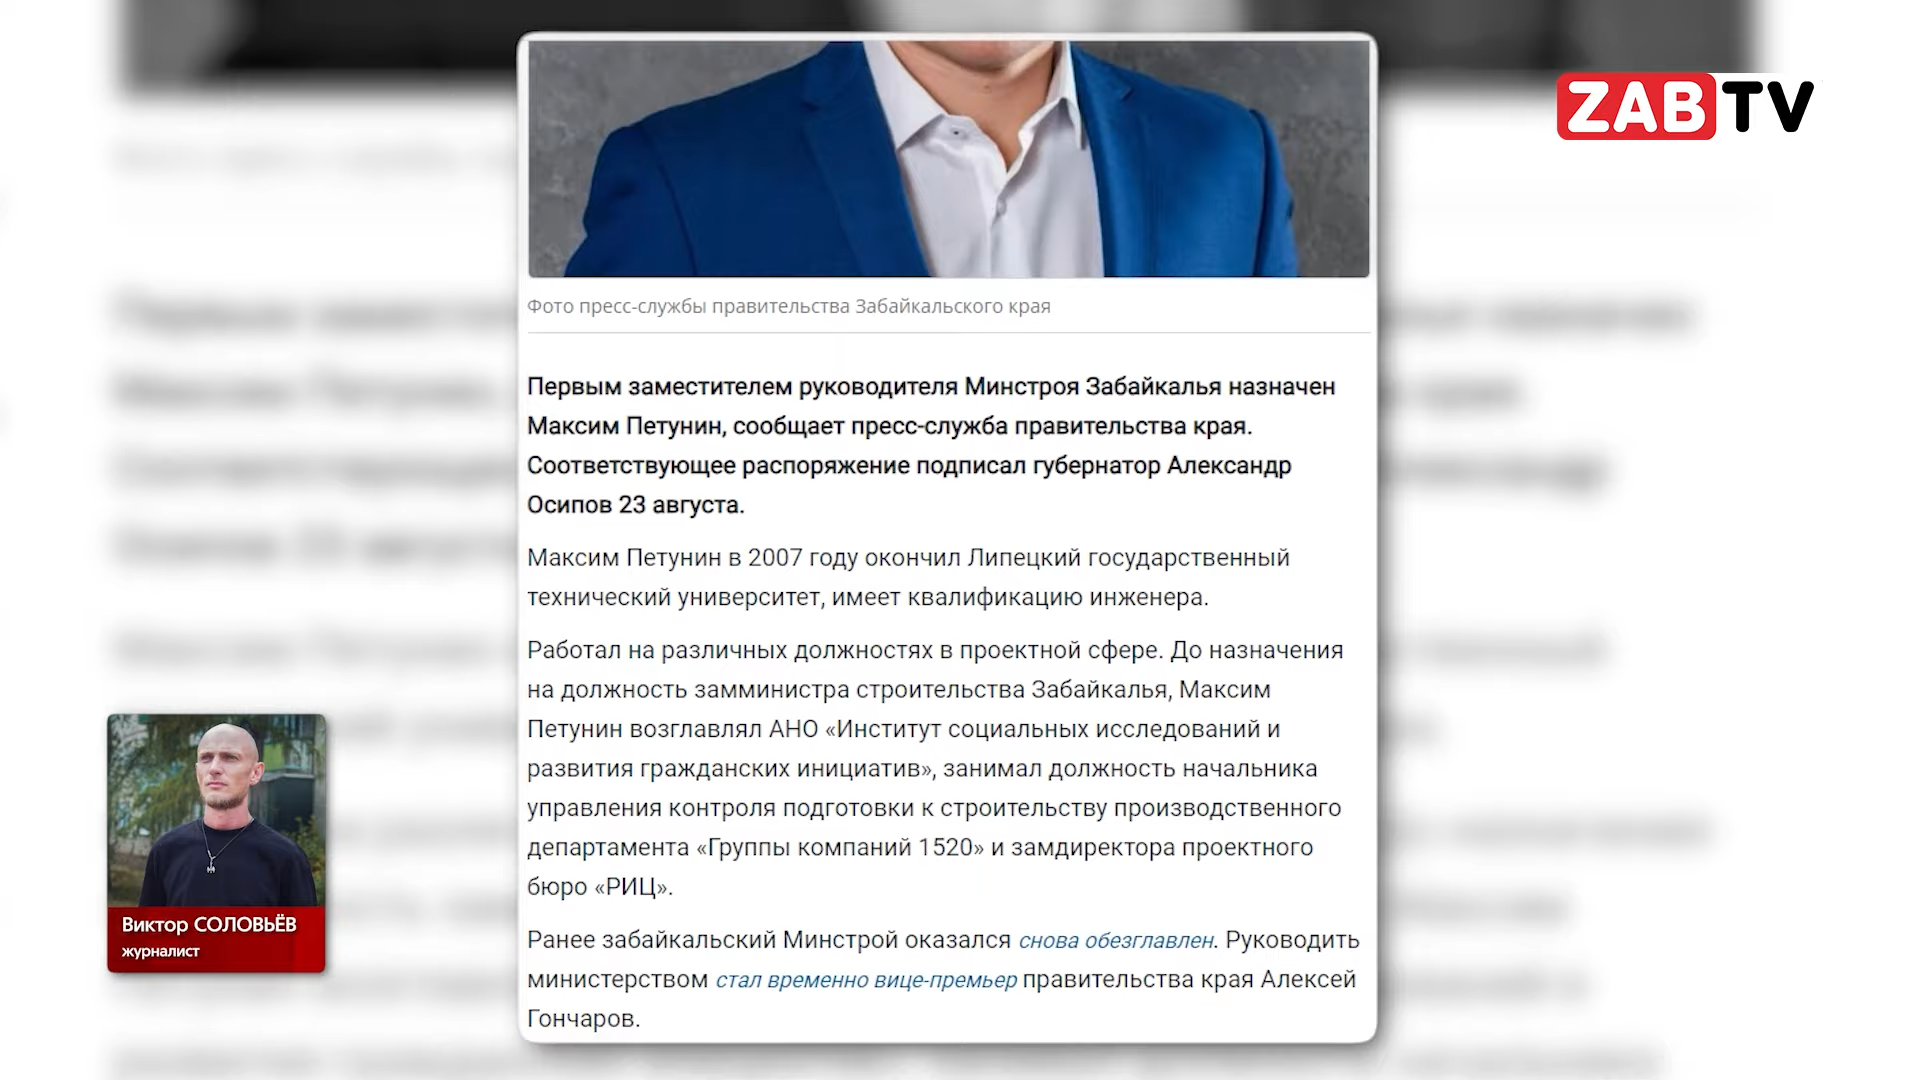 ZABTV
Фото пресс-службы правительства Забайкальского края
Первым заместителем руководителя Минстроя Забайкалья назначен
Максим Петунин, сообщает пресс-служба правительства края.
Соответствующее распоряжение подписал губернатор Александр
Осипов 23 августа.
Максим Петунин в 2007 году окончил Липецкий государственный
технический университет, имеет квалификацию инженера.
Работал на различных должностях в проектной сфере. До назначения
на должность замминистра строительства Забайкалья, Максим
Петунин возглавлял АНО «Институт социальных исследований и
развития гражданских инициатив», занимал должность начальника
управления контроля подготовки к строительству производственного
департамента «Группы компаний 1520» и замдиректора проектного
бюро «РИЦ».
Ранее забайкальский Минстрой оказался снова обезглавлен. Руководить
министерством стал временно вице-премьер правительства края Алексей
Гончаров.
Виктор СОЛОВЬЁВ
журналист